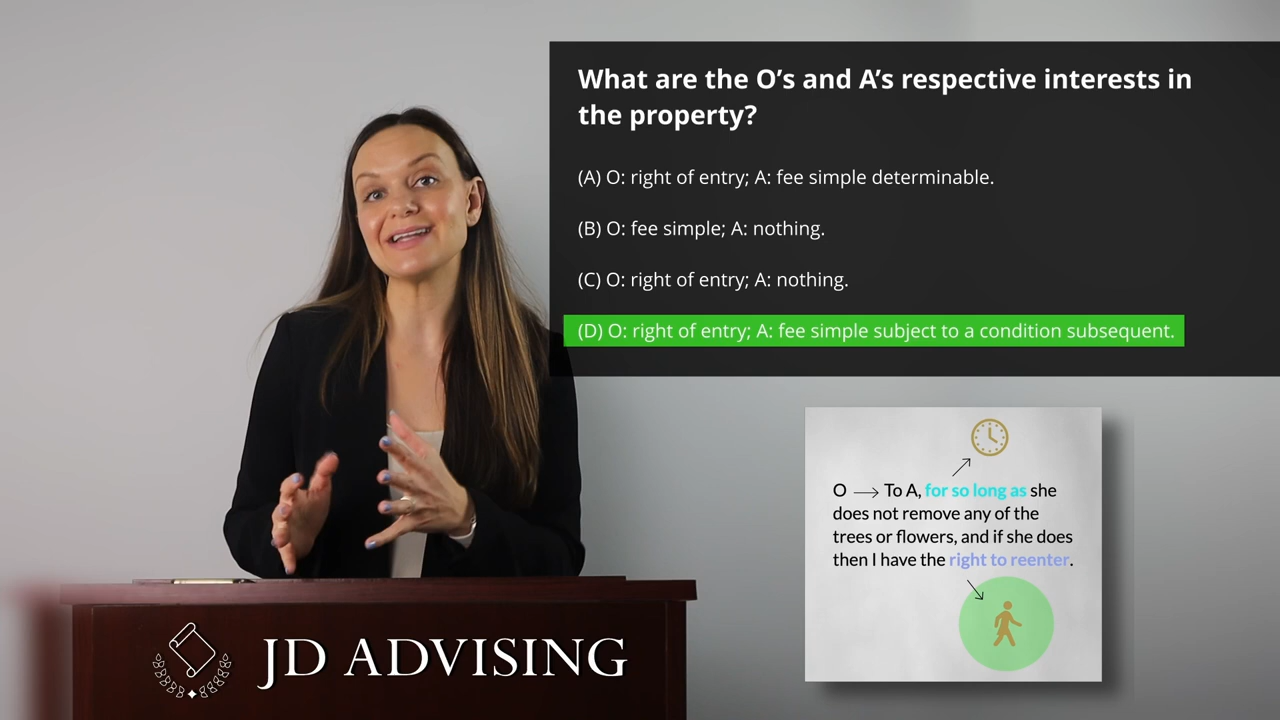 What are the O's and A's respective interests in
the property?
(A) O: right of entry; A: fee simple determinable.
(B) O: fee simple; A: nothing.
(C) O: right of entry; A: nothing.
(D) O: right of entry; A: fee simple subject to a condition subsequent.
O → To A, for so long as she
does not remove any of the
trees or flowers, and if she does
then I have the right to reenter.
JD ADVISING